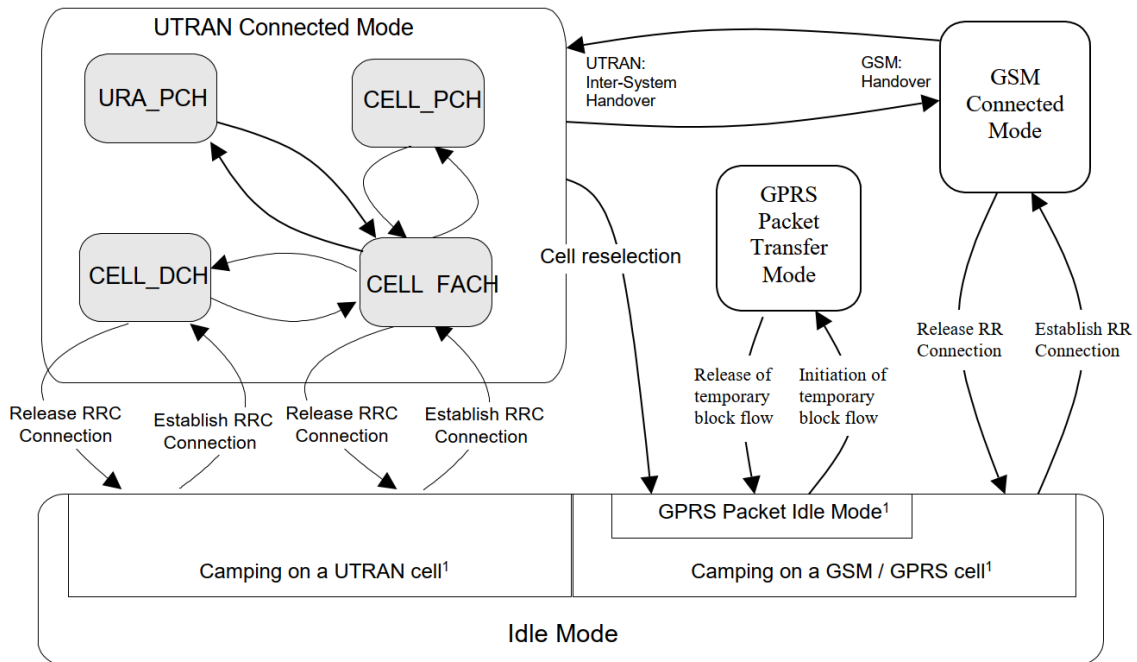 UTRAN Connected Mode
URA_PCH
CELL_PCH
CELL_DCH
CELL_FACH
UTRAN:
Inter-System
Handover
GSM:
Handover
GSM
Connected
Mode
GPRS
Packet
Transfer
Mode
Cell reselection
Release RRC
Connection
Establish RRC
Connection
Release RRC
Connection
Establish RRC
Connection
Release of
temporary
block flow
Initiation of
temporary
block flow
Release RR
Connection
Establish RR
Connection
GPRS Packet Idle Mode¹
Camping on a UTRAN cell¹
Camping on a GSM / GPRS cell¹
Idle Mode